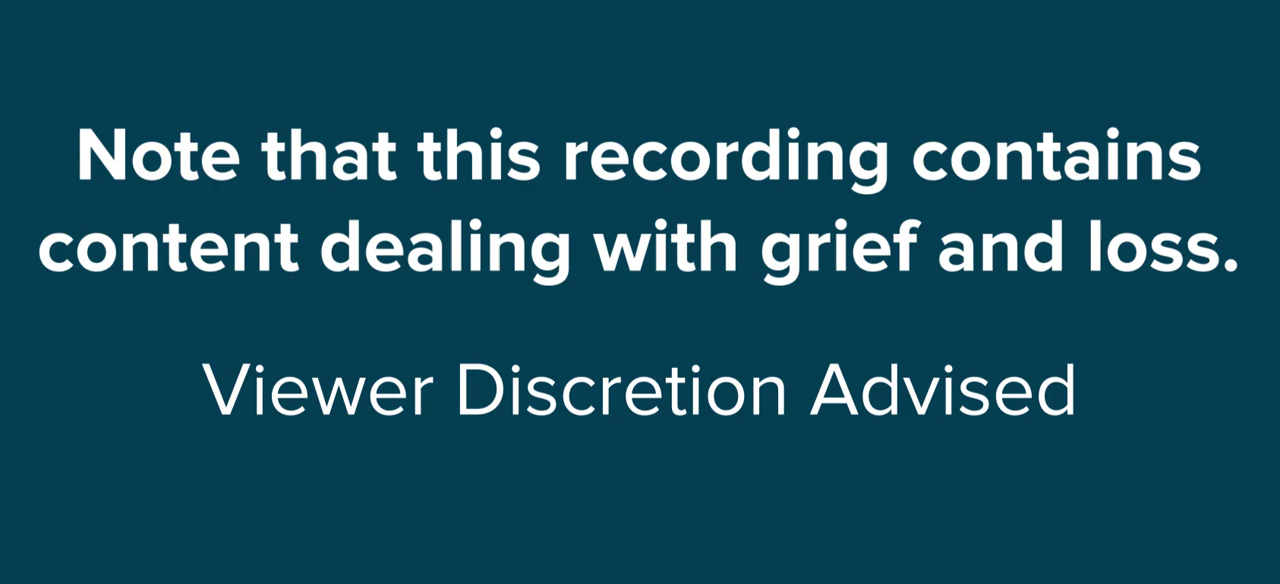 Note that this recording contains
content dealing with grief and loss.
Viewer Discretion Advised